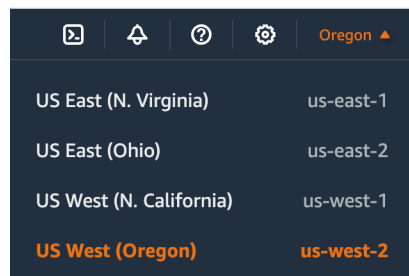 Oregon
US East (N. Virginia) us-east-1
US East (Ohio) us-east-2
US West (N. California) us-west-1
US West (Oregon) us-west-2